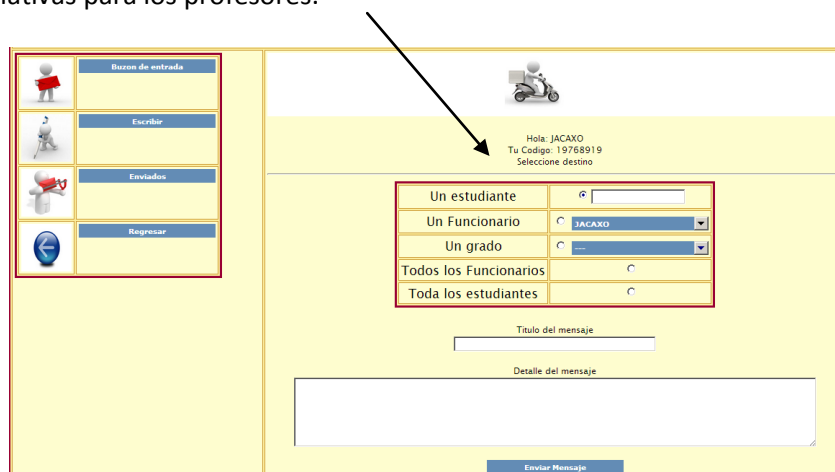 para los profesores.
Buzon de entrada
Escribir
Enviados
Regresar
Hola: JACAXO
Tu Codigo: 19768919
Seleccione destino
Un estudiante
Un Funcionario JACAXO
Un grado ---
Todos los Funcionarios
Toda los estudiantes
Titulo del mensaje
Detalle del mensaje
Enviar Mensaje